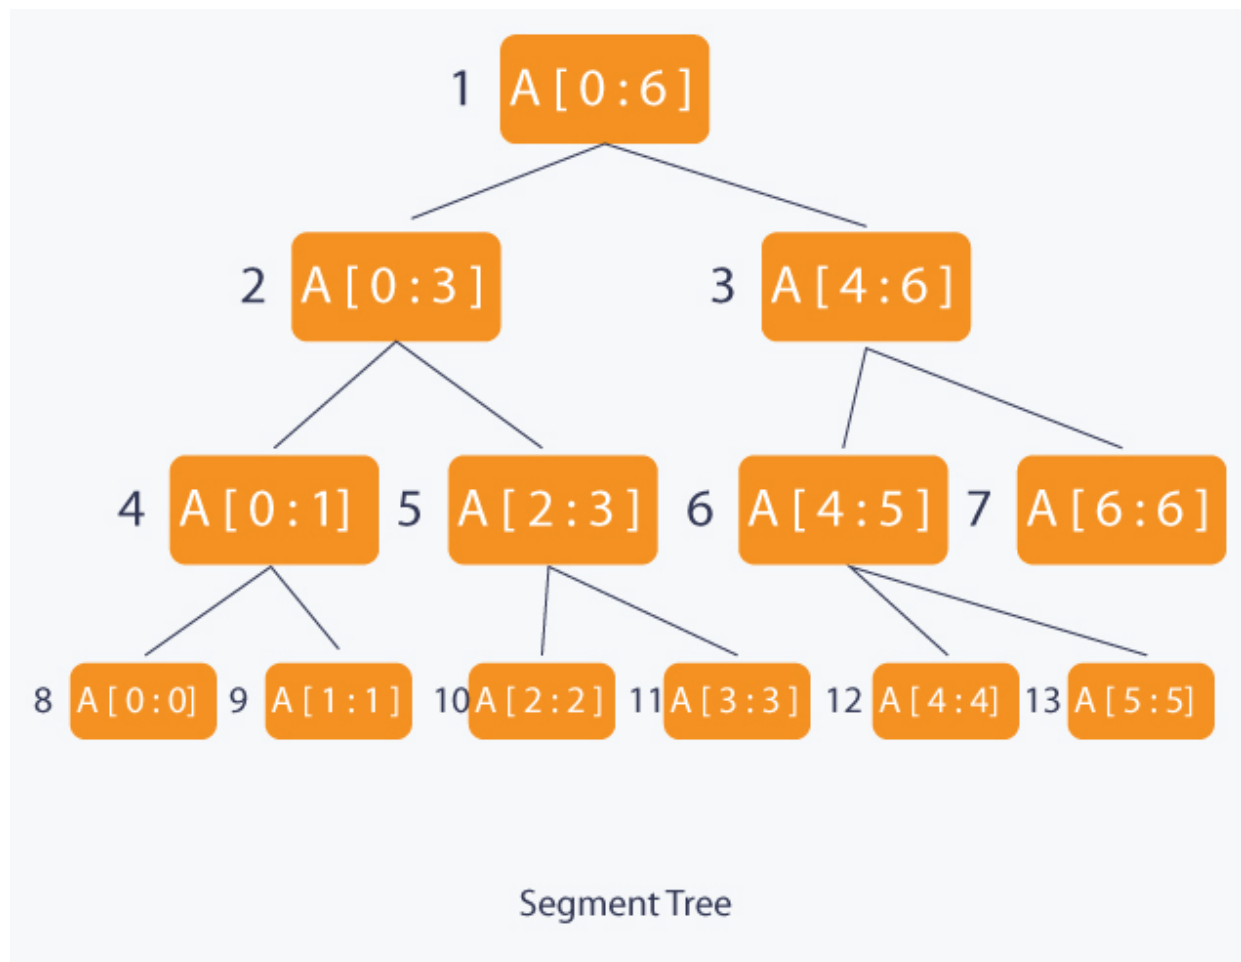 1 A[0:6]
2 A[0:3] 3 A[4:6]
4 A[0:1] 5 A[2:3] 6 A[4:5] 7 A[6:6]
8 A[0:0] 9 A[1:1] 10 A[2:2] 11 A[3:3] 12 A[4:4] 13 A[5:5]
Segment Tree